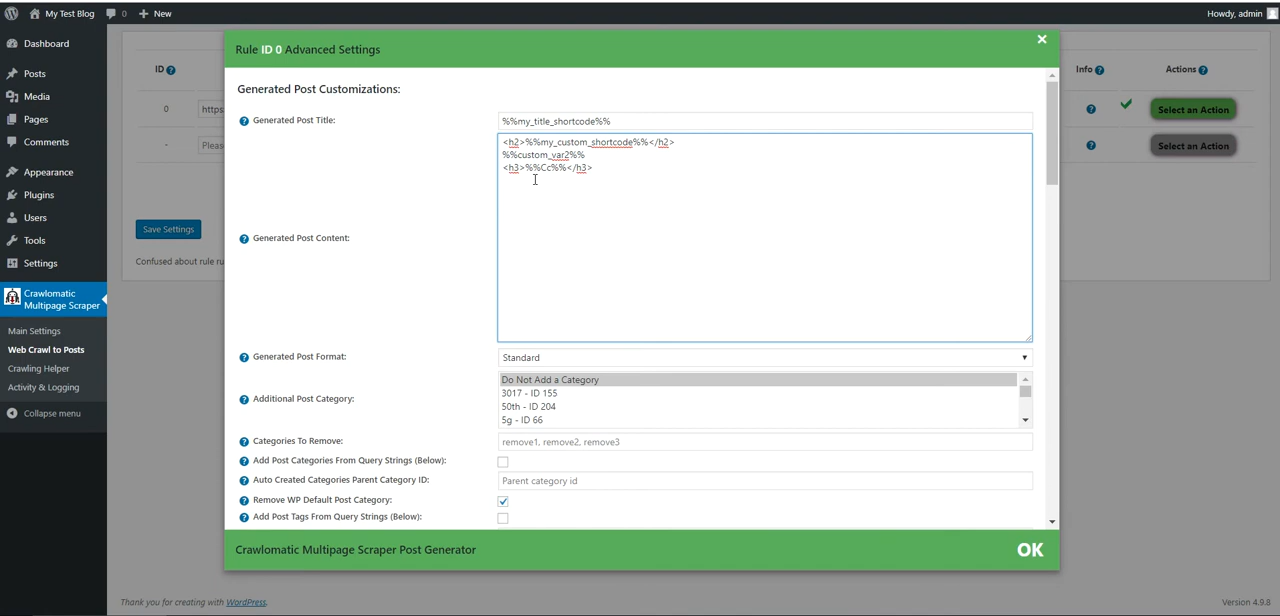 My Test Blog 0 New Howdy, admin
Dashboard
Posts
Media
Pages
Comments
Appearance
Plugins
Users
Tools
Settings
Crawlomatic
Multipage Scraper
Main Settings
Web Crawl to Posts
Crawling Helper
Activity & Logging
Collapse menu
ID Info Actions
0 https Select an Action
- Select an Action
Save Settings
Confused about rule
Rule ID 0 Advanced Settings
Generated Post Customizations:
Generated Post Title: %%my_title_shortcode%%
<h2>%%my_custom_shortcode%%</h2>
%%custom_var2%%
<h3>%%Cc%%</h3>
Generated Post Content:
Generated Post Format: Standard
Additional Post Category:
Do Not Add a Category
3017 - ID 155
50th - ID 204
5g - ID 66
Categories To Remove: remove1, remove2, remove3
Add Post Categories From Query Strings (Below):
Auto Created Categories Parent Category ID: Parent category id
Remove WP Default Post Category:
Add Post Tags From Query Strings (Below):
Crawlomatic Multipage Scraper Post Generator OK
Thank you for creating with WordPress. Version 4.9.8